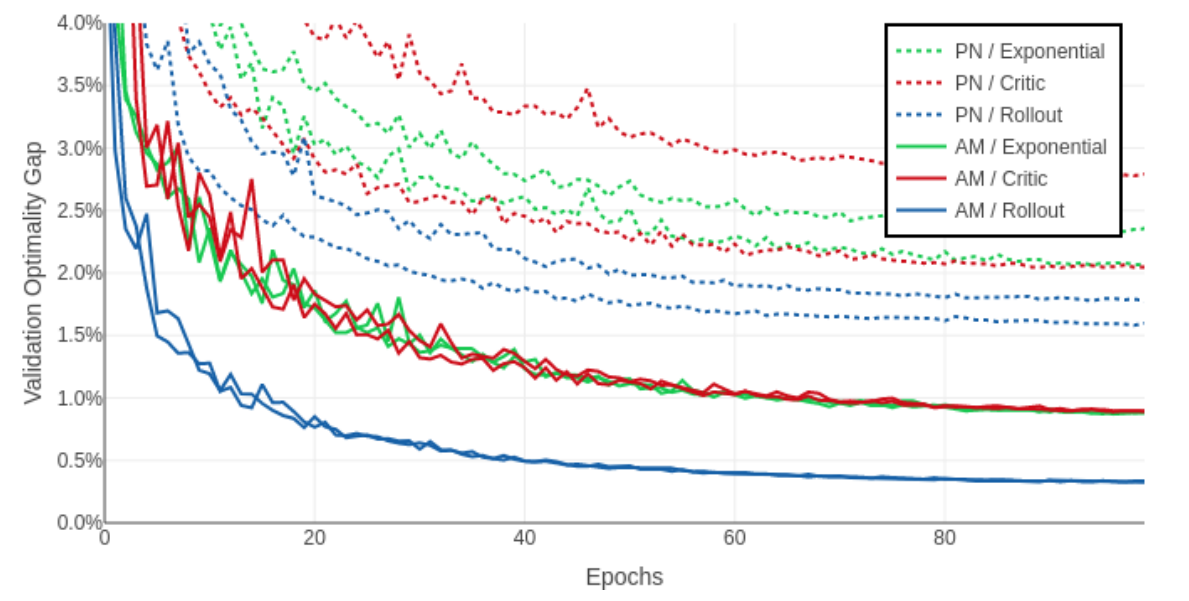 4.0%
3.5%
3.0%
2.5%
2.0%
1.5%
1.0%
0.5%
0.0%
Validation Optimality Gap
PN / Exponential
PN / Critic
PN / Rollout
AM / Exponential
AM / Critic
AM / Rollout
0 20 40 60 80
Epochs